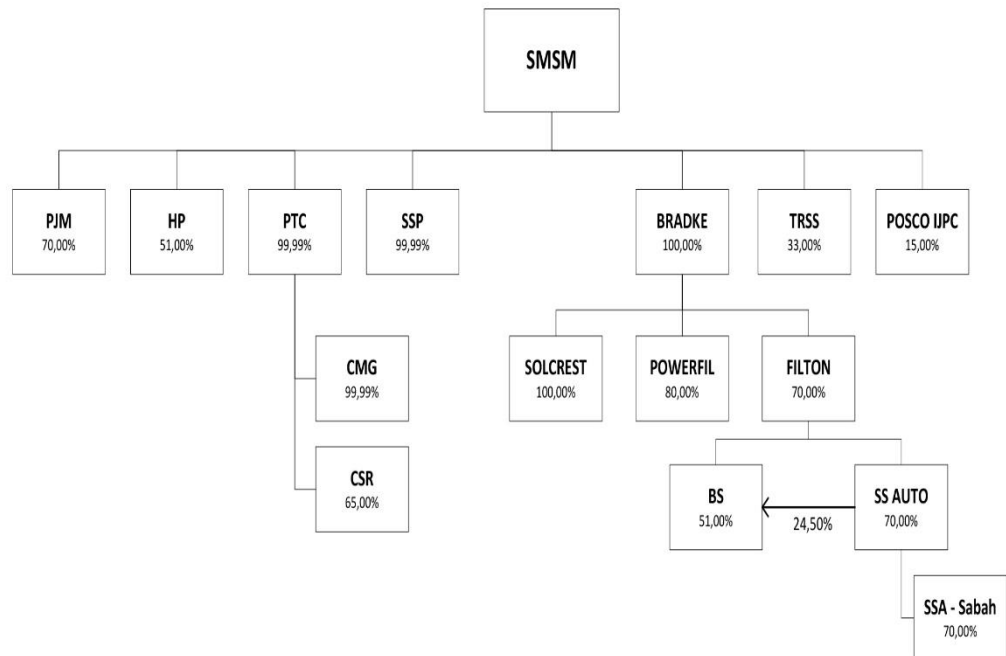 SMSM
PJM
70,00%
HP
51,00%
PTC
99,99%
SSP
99,99%
BRADKE
100,00%
TRSS
33,00%
POSCO IJPC
15,00%
CMG
99,99%
SOLCREST
100,00%
POWERFIL
80,00%
FILTON
70,00%
CSR
65,00%
BS
51,00%
24,50%
SS AUTO
70,00%
SSA - Sabah
70,00%